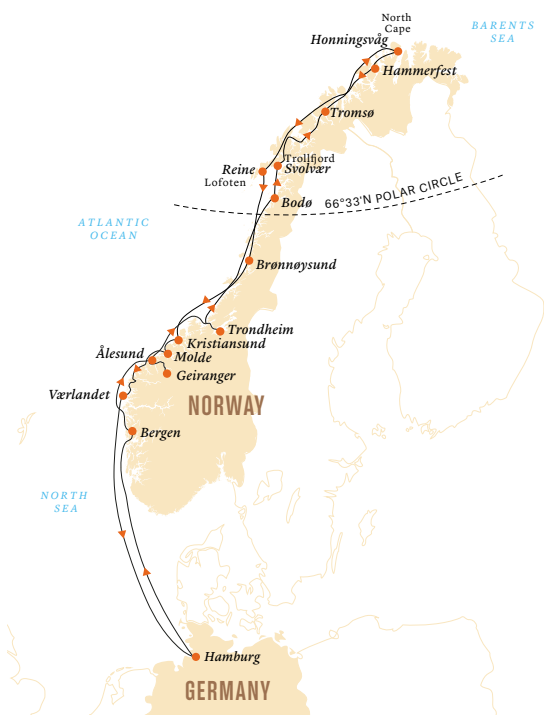 North
Cape
BARENTS
SEA
Honningsvåg
Hammerfest
Tromsø
Trollfjord
Svolvær
Reine
Lofoten
Bodø
66°33'N POLAR CIRCLE
ATLANTIC
OCEAN
Brønnøysund
Trondheim
Kristiansund
Ålesund
Molde
Geiranger
Værlandet
NORWAY
Bergen
NORTH
SEA
Hamburg
GERMANY